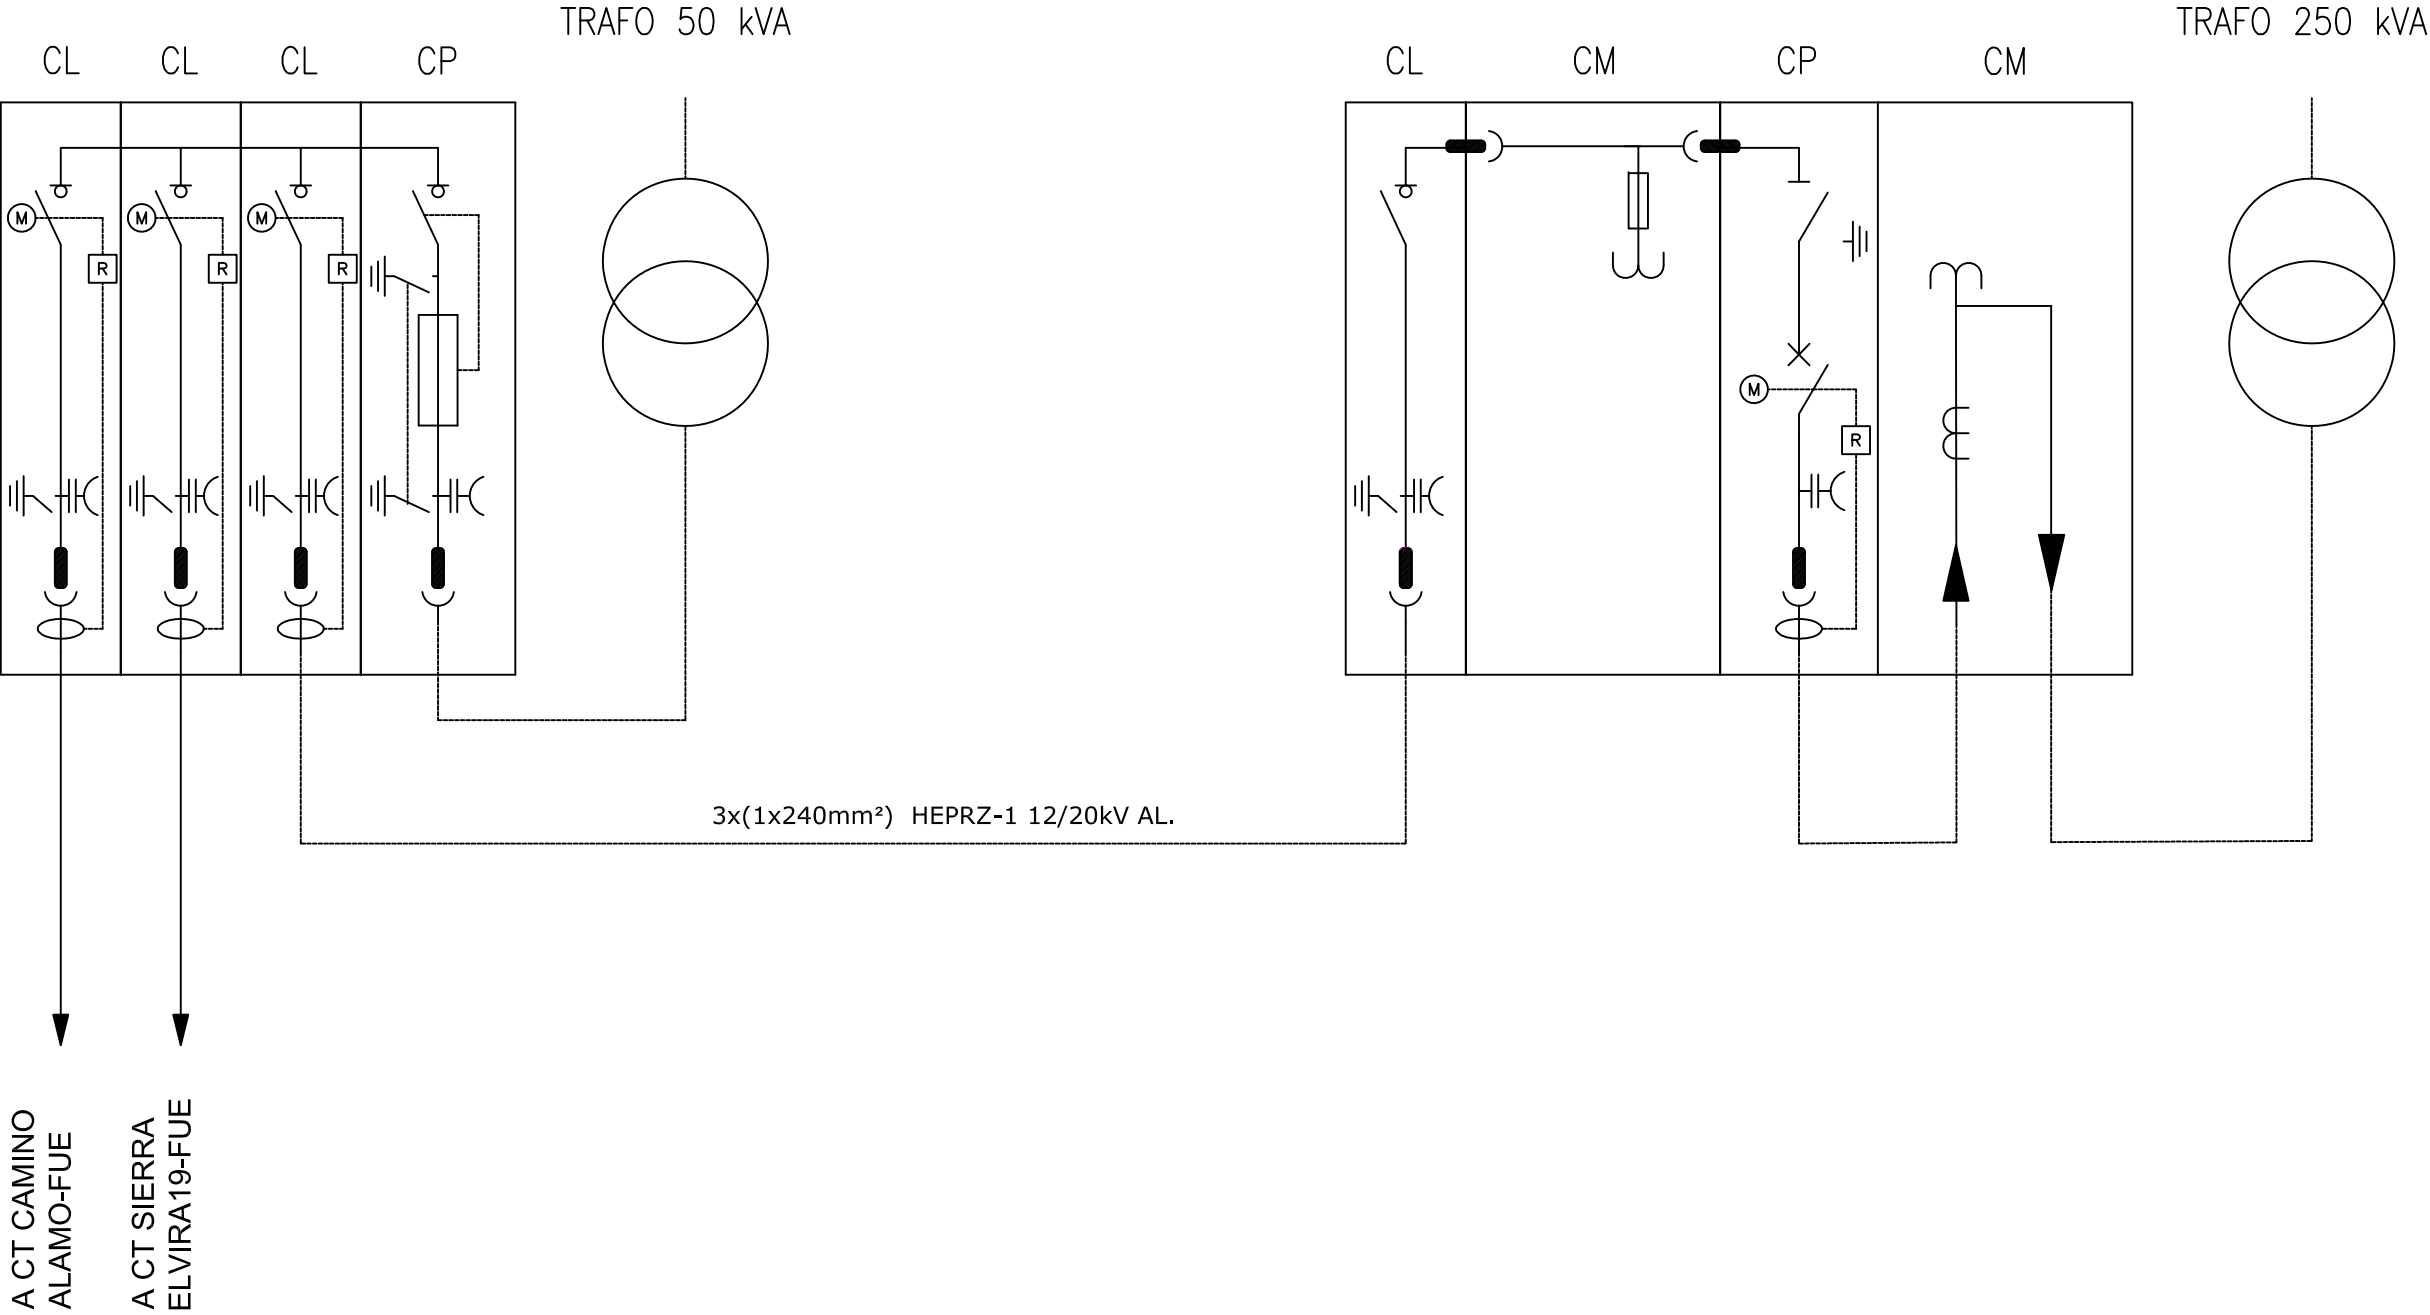 TRAFO 50 kVA
TRAFO 250 kVA
CL
CL
CL
CP
CL
CM
CP
CM
M
M
M
R
R
R
M
R
3x(1x240mm²) HEPRZ-1 12/20kV AL.
A CT CAMINO
ALAMO-FUE
A CT SIERRA
ELVIRA19-FUE